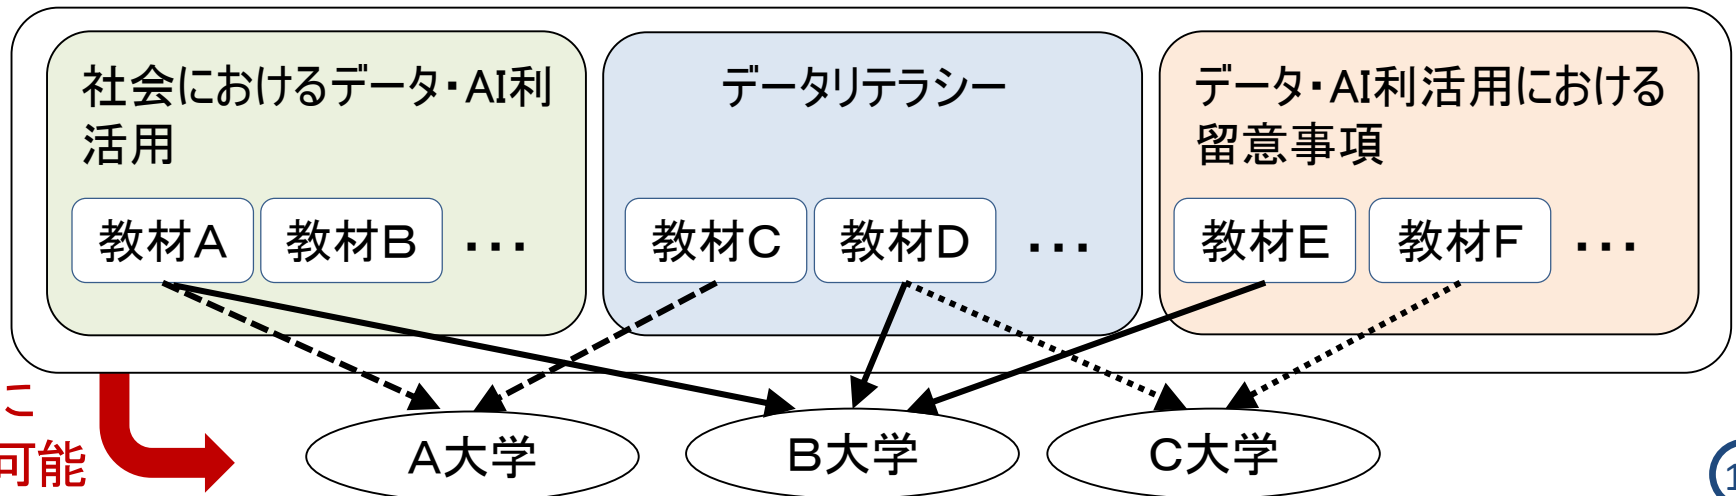 社会におけるデータ・AI利
活用
データリテラシー
データ・AI利活用における
留意事項
教材A
教材B
・・・
教材C
教材D
・・・
教材E
教材F
・・・
に
可能
A大学
B大学
C大学
1